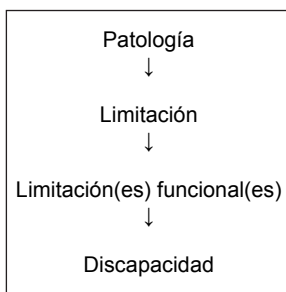 Patología
↓
Limitación
↓
Limitación(es) funcional(es)
↓
Discapacidad